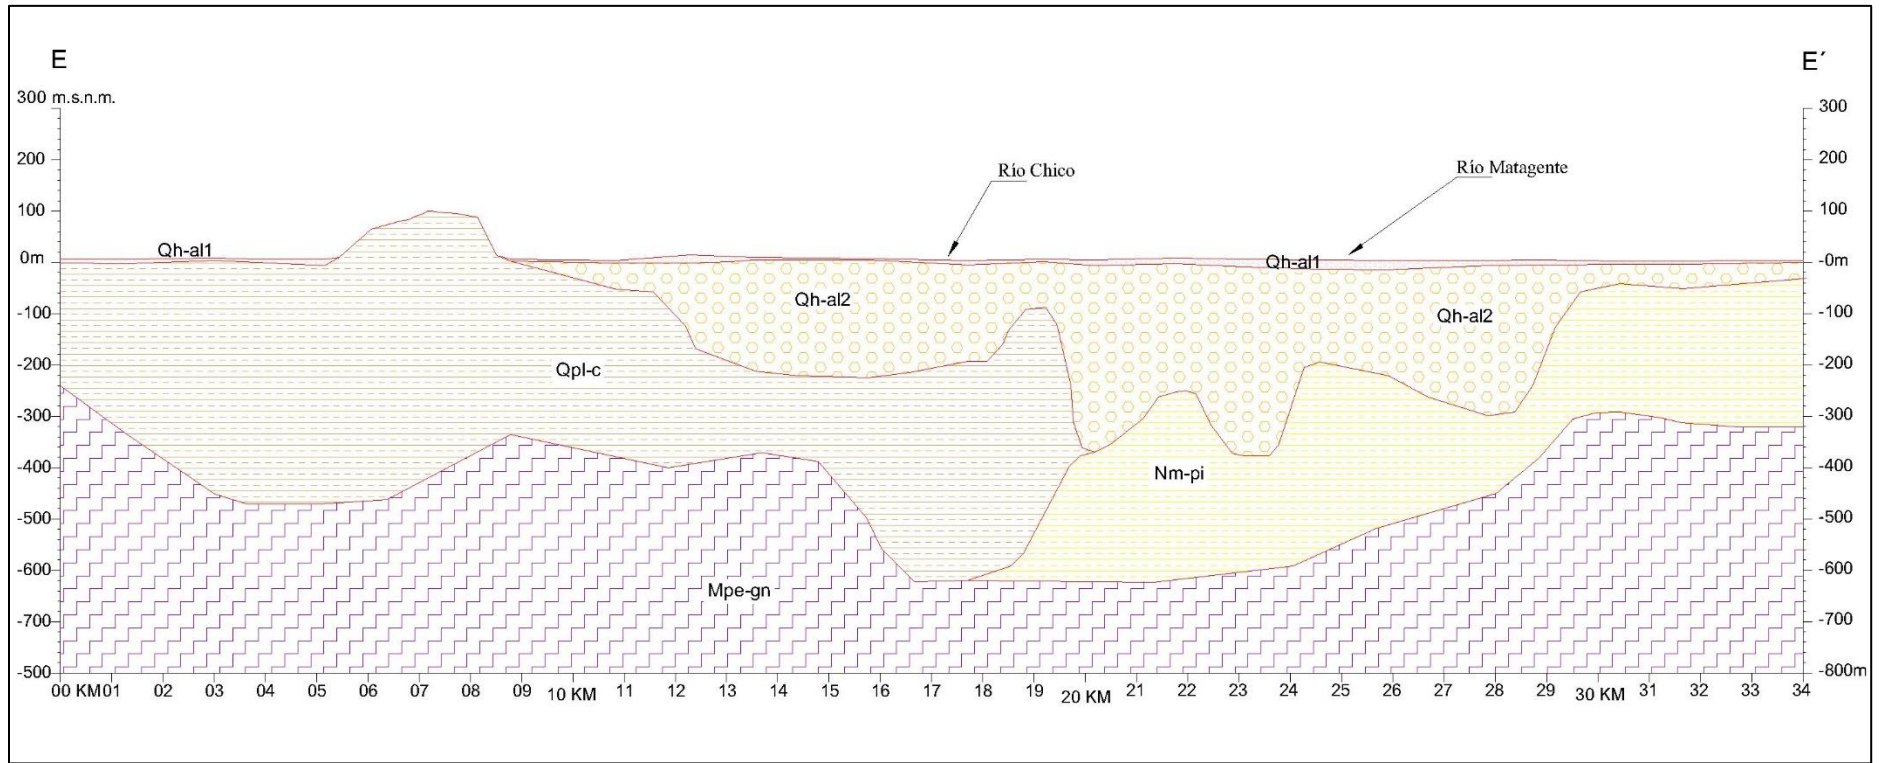 E
E´
300 m.s.n.m.
300
200
200
Río Chico
Río Matagente
100
100
Qh-al1
0m
Qh-al1
-0m
Qh-al2
-100
Qh-al2
-100
-200
Qpl-c
-200
-300
-300
-400
Nm-pi
-400
-500
-500
-600
Mpe-gn
-600
-700
-700
-500
-800m
00 KM 01 02 03 04 05 06 07 08 09 10 KM 11 12 13 14 15 16 17 18 19 20 KM 21 22 23 24 25 26 27 28 29 30 KM 31 32 33 34